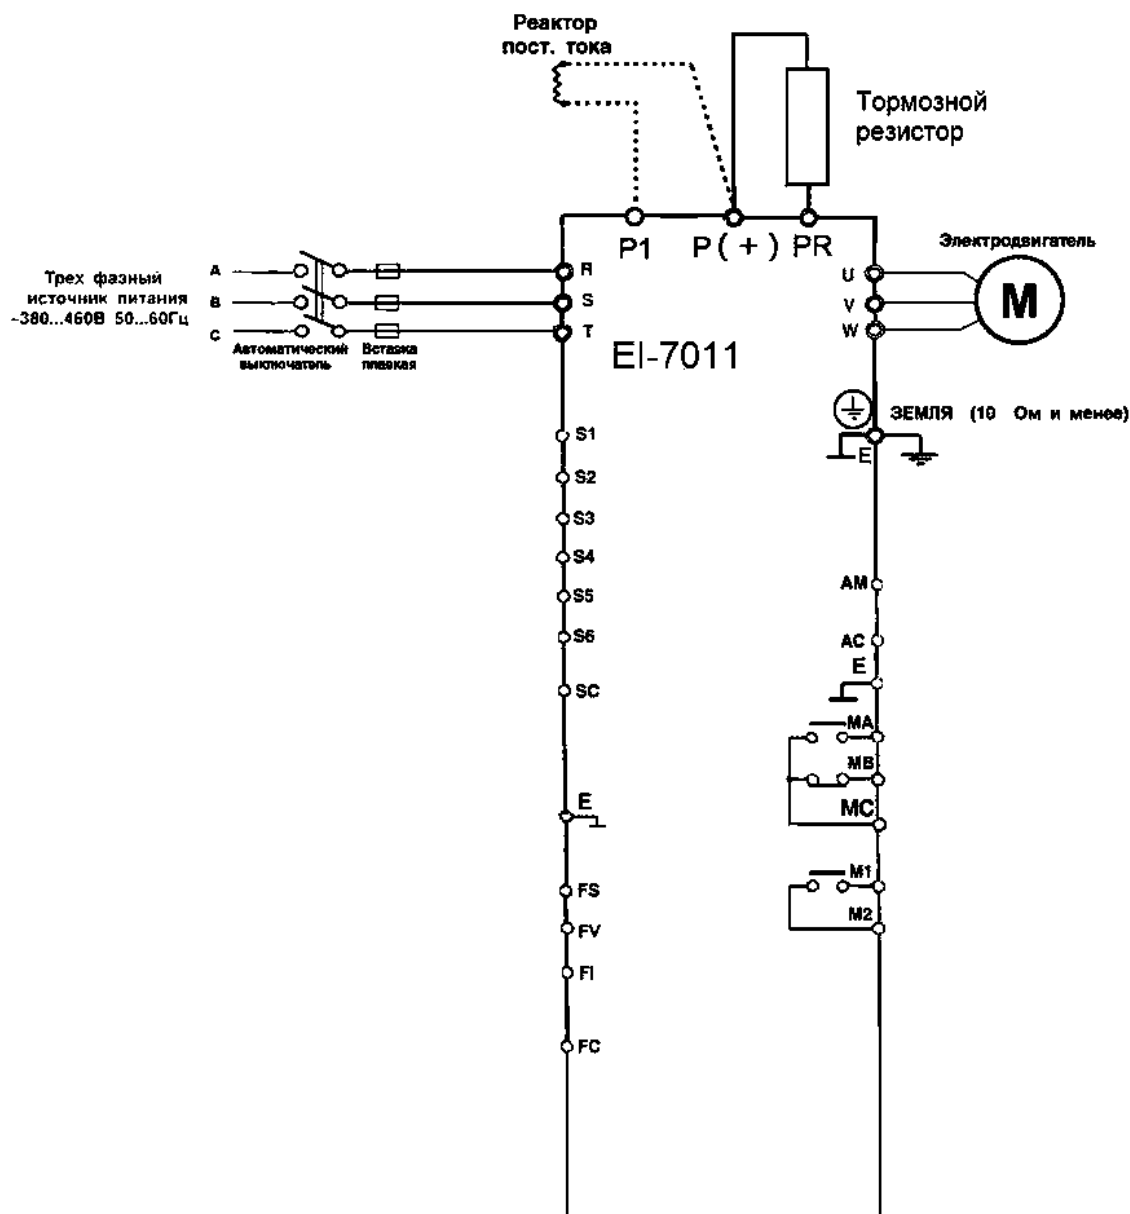 Реактор
пост. тока
Тормозной
резистор
P1
P(+)
PR
Электродвигатель
Трех фазный
источник питания
~380...460В 50...60Гц
A
B
C
Автоматический
выключатель
Вставка
плавкая
R
S
T
U
V
W
M
EI-7011
ЗЕМЛЯ (10 Ом и менее)
E
S1
S2
S3
S4
S5
S6
SC
E
FS
FV
FI
FC
AM
AC
E
MA
MB
MC
M1
M2